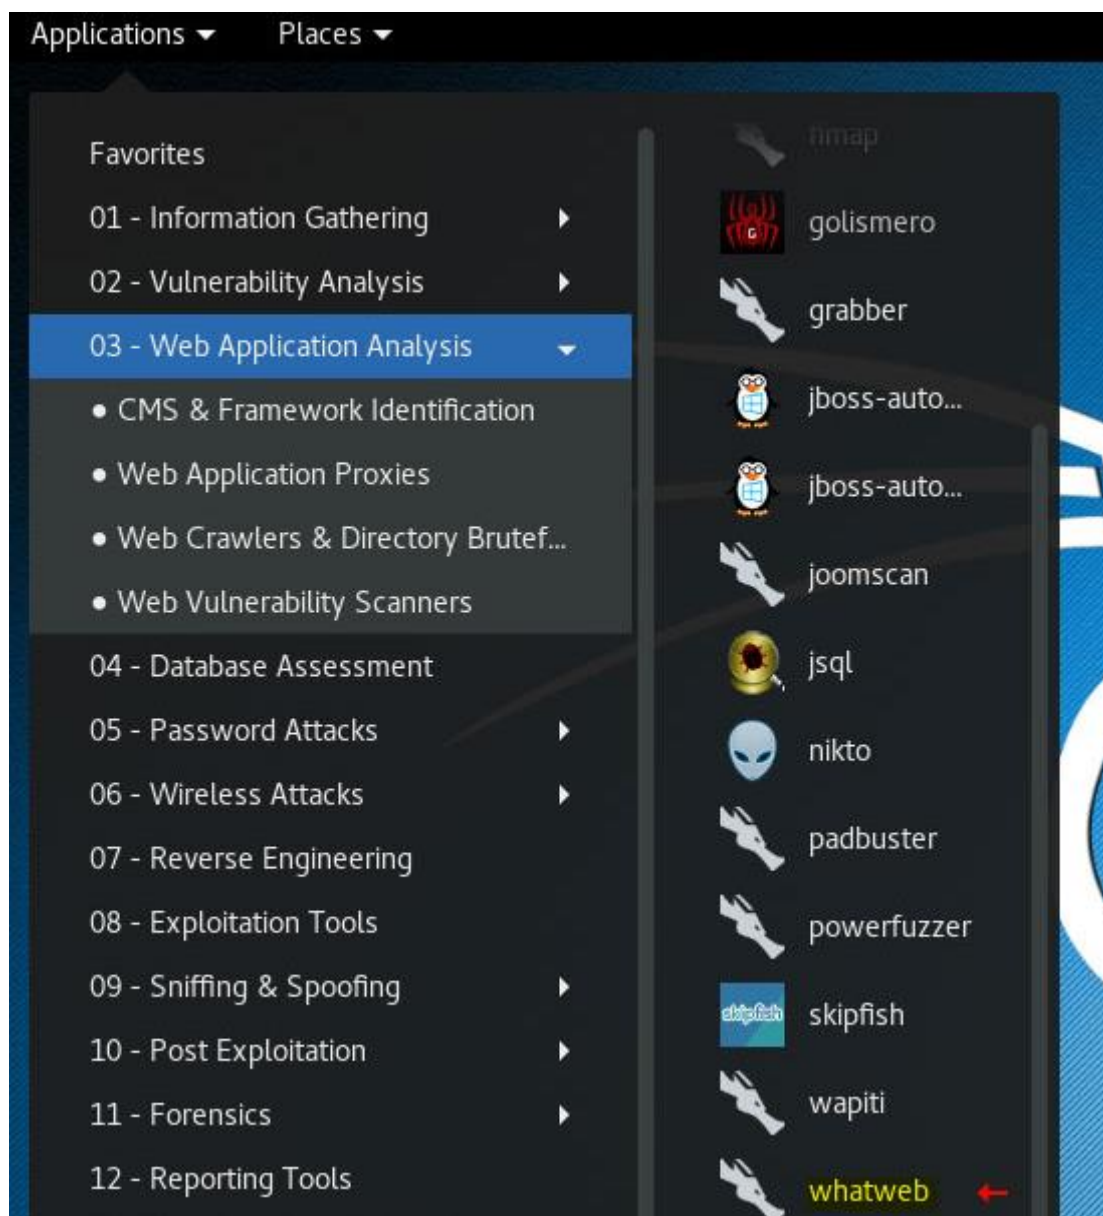 Applications Places
Favorites
01 - Information Gathering
02 - Vulnerability Analysis
03 - Web Application Analysis
• CMS & Framework Identification
• Web Application Proxies
• Web Crawlers & Directory Brutef...
• Web Vulnerability Scanners
04 - Database Assessment
05 - Password Attacks
06 - Wireless Attacks
07 - Reverse Engineering
08 - Exploitation Tools
09 - Sniffing & Spoofing
10 - Post Exploitation
11 - Forensics
12 - Reporting Tools
golismero
G
grabber
jboss-auto...
jboss-auto...
joomscan
jsql
nikto
padbuster
powerfuzzer
skipfish
skipfish
wapiti
whatweb